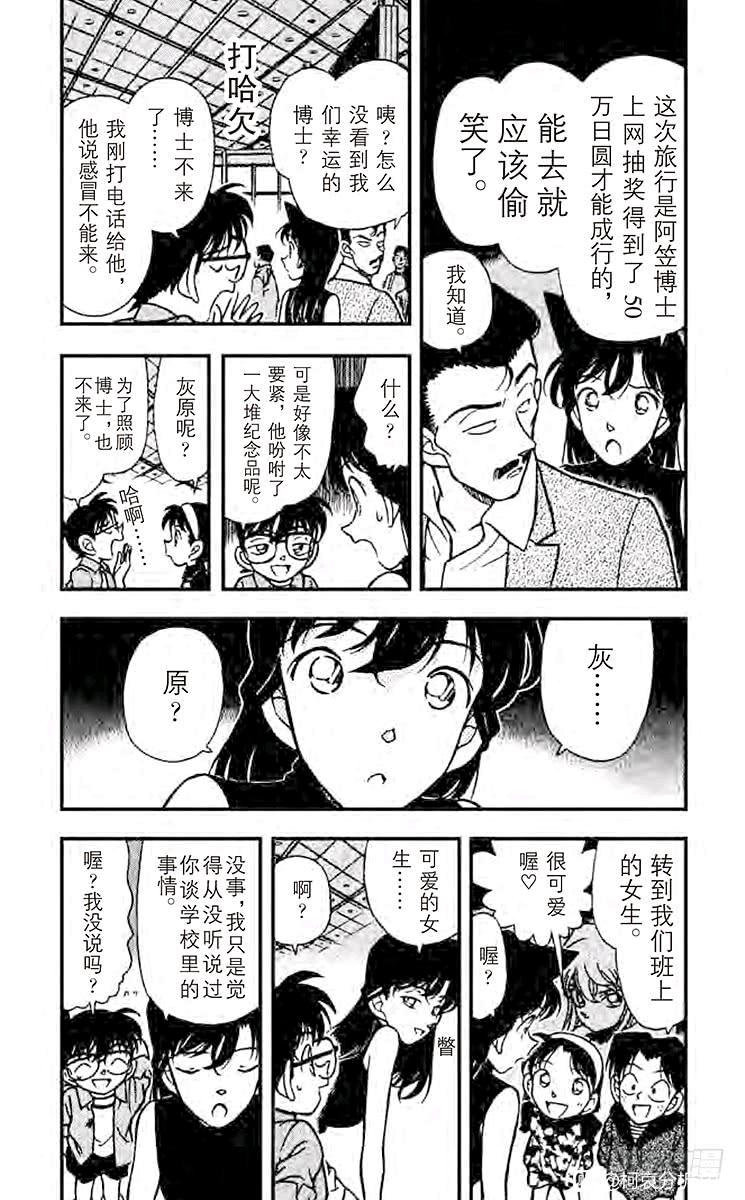 这次旅行是阿笠博士
上网抽奖得到了 50
万日圆才能成行的，
能去就
应该偷
笑了。
我知道。
咦？怎么
没看到我
们幸运的
博士？
打哈欠
博士不来
了……
我刚打电话给他，
他说感冒不能来。
什么？
可是好像不太
要紧，他吩咐了
一大堆纪念品呢。
灰原呢？
为了照顾
博士，也
不来了。
哈啊……
灰……
原？
转到我们班上
的女生。
很可爱
喔♡
喔？
可爱的女
生……
瞥
啊？
没事，我只是觉
得从没听说过
你谈学校里的
事情。
喔？我没说吗？